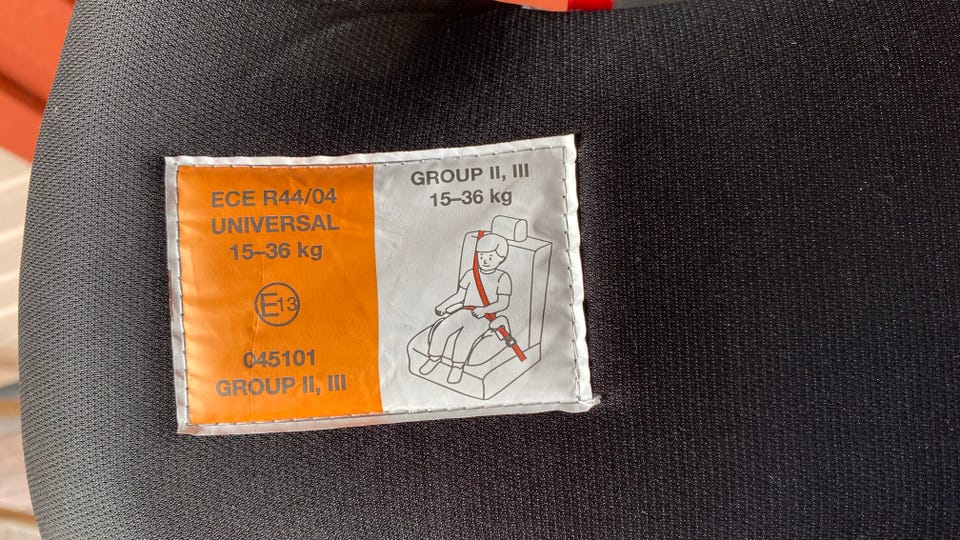 ECE R44/04
UNIVERSAL
15–36 kg
E13
045101
GROUP II, III
GROUP II, III
15–36 kg